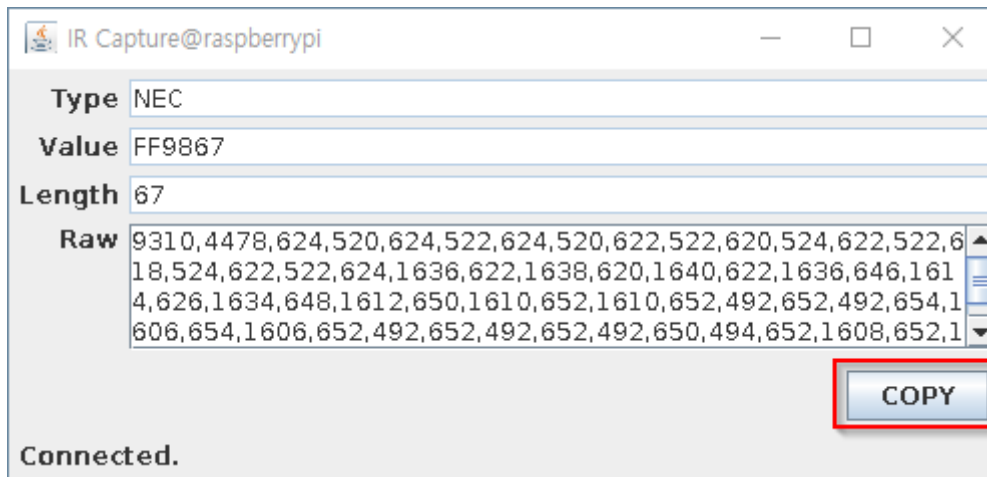 IR Capture@raspberrypi
Type NEC
Value FF9867
Length 67
Raw 9310,4478,624,520,624,522,624,520,622,522,620,524,622,522,6
18,524,622,522,624,1636,622,1638,620,1640,622,1636,646,161
4,626,1634,648,1612,650,1610,652,1610,652,492,652,492,654,1
606,654,1606,652,492,652,492,652,492,650,494,652,1608,652,1
COPY
Connected.